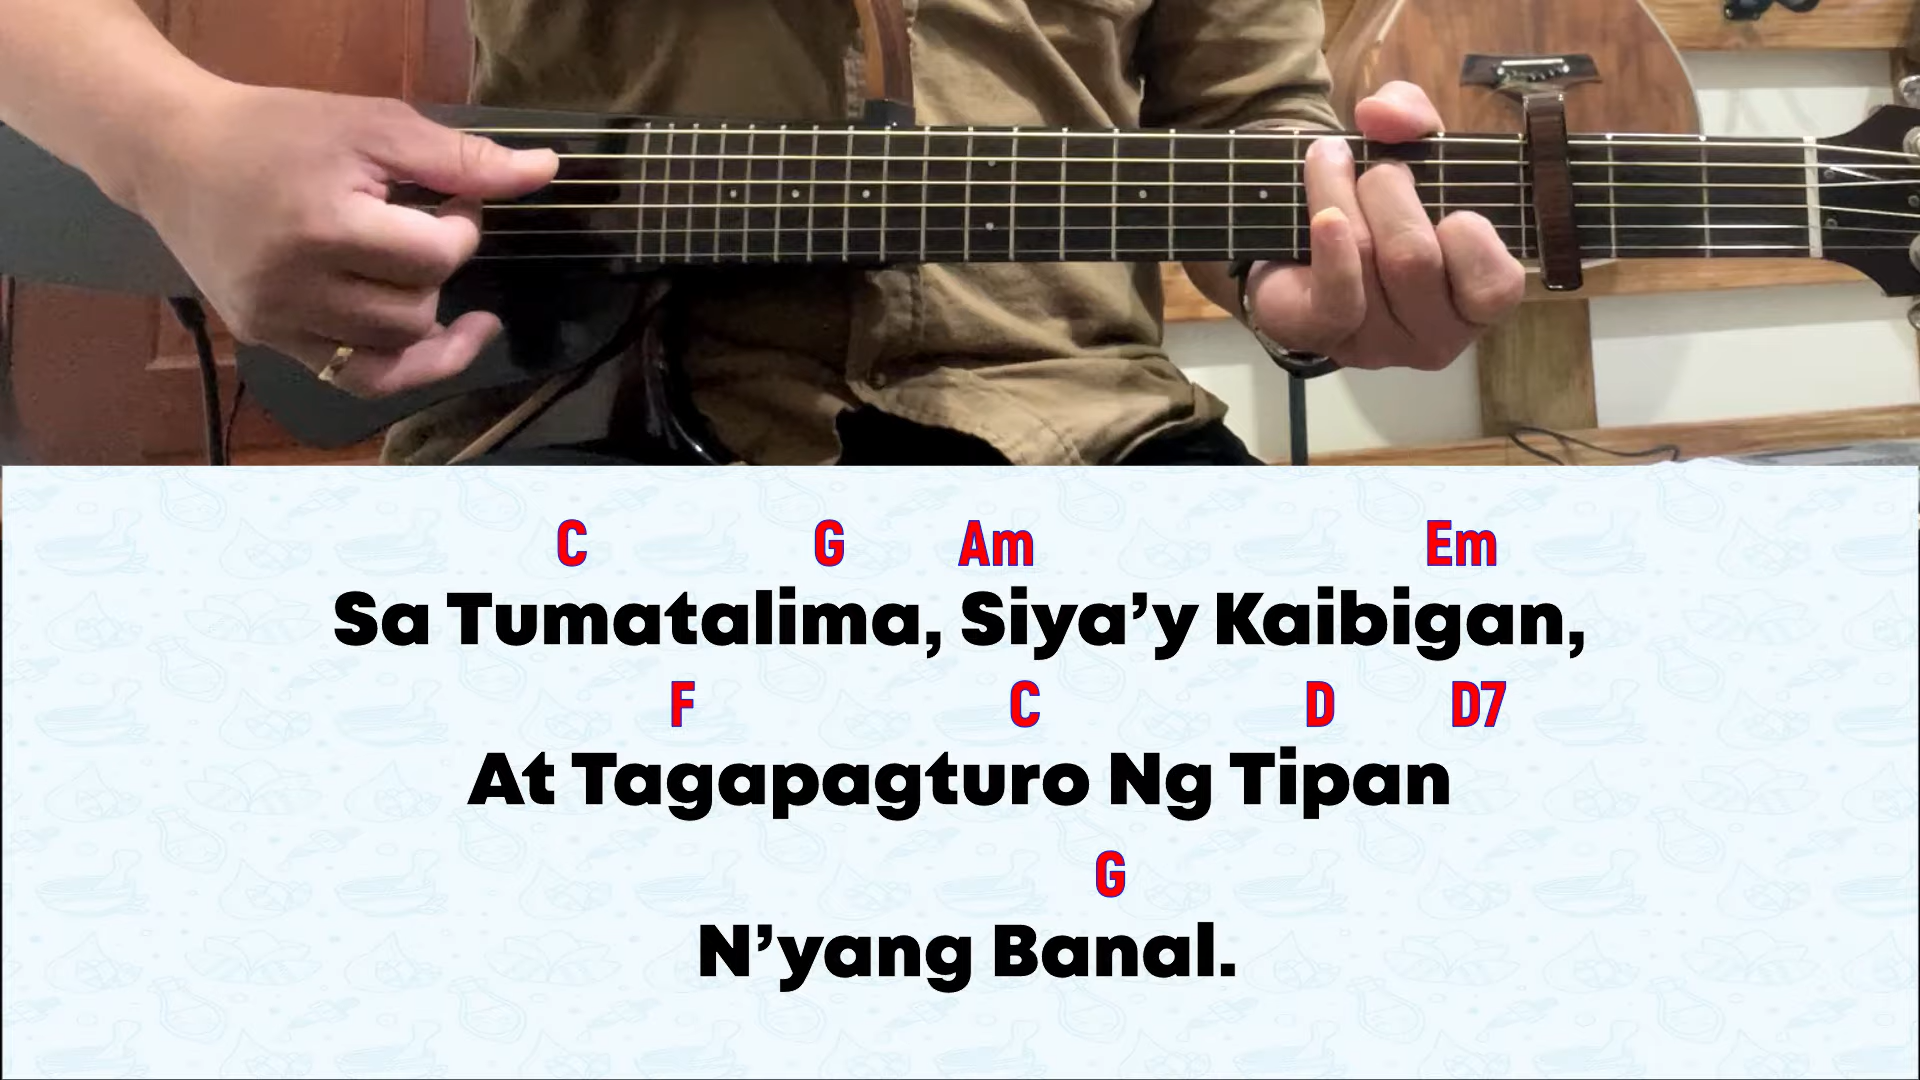 C G Am Em
Sa Tumatalima, Siya’y Kaibigan,
F C D D7
At Tagapagturo Ng Tipan
G
N’yang Banal.